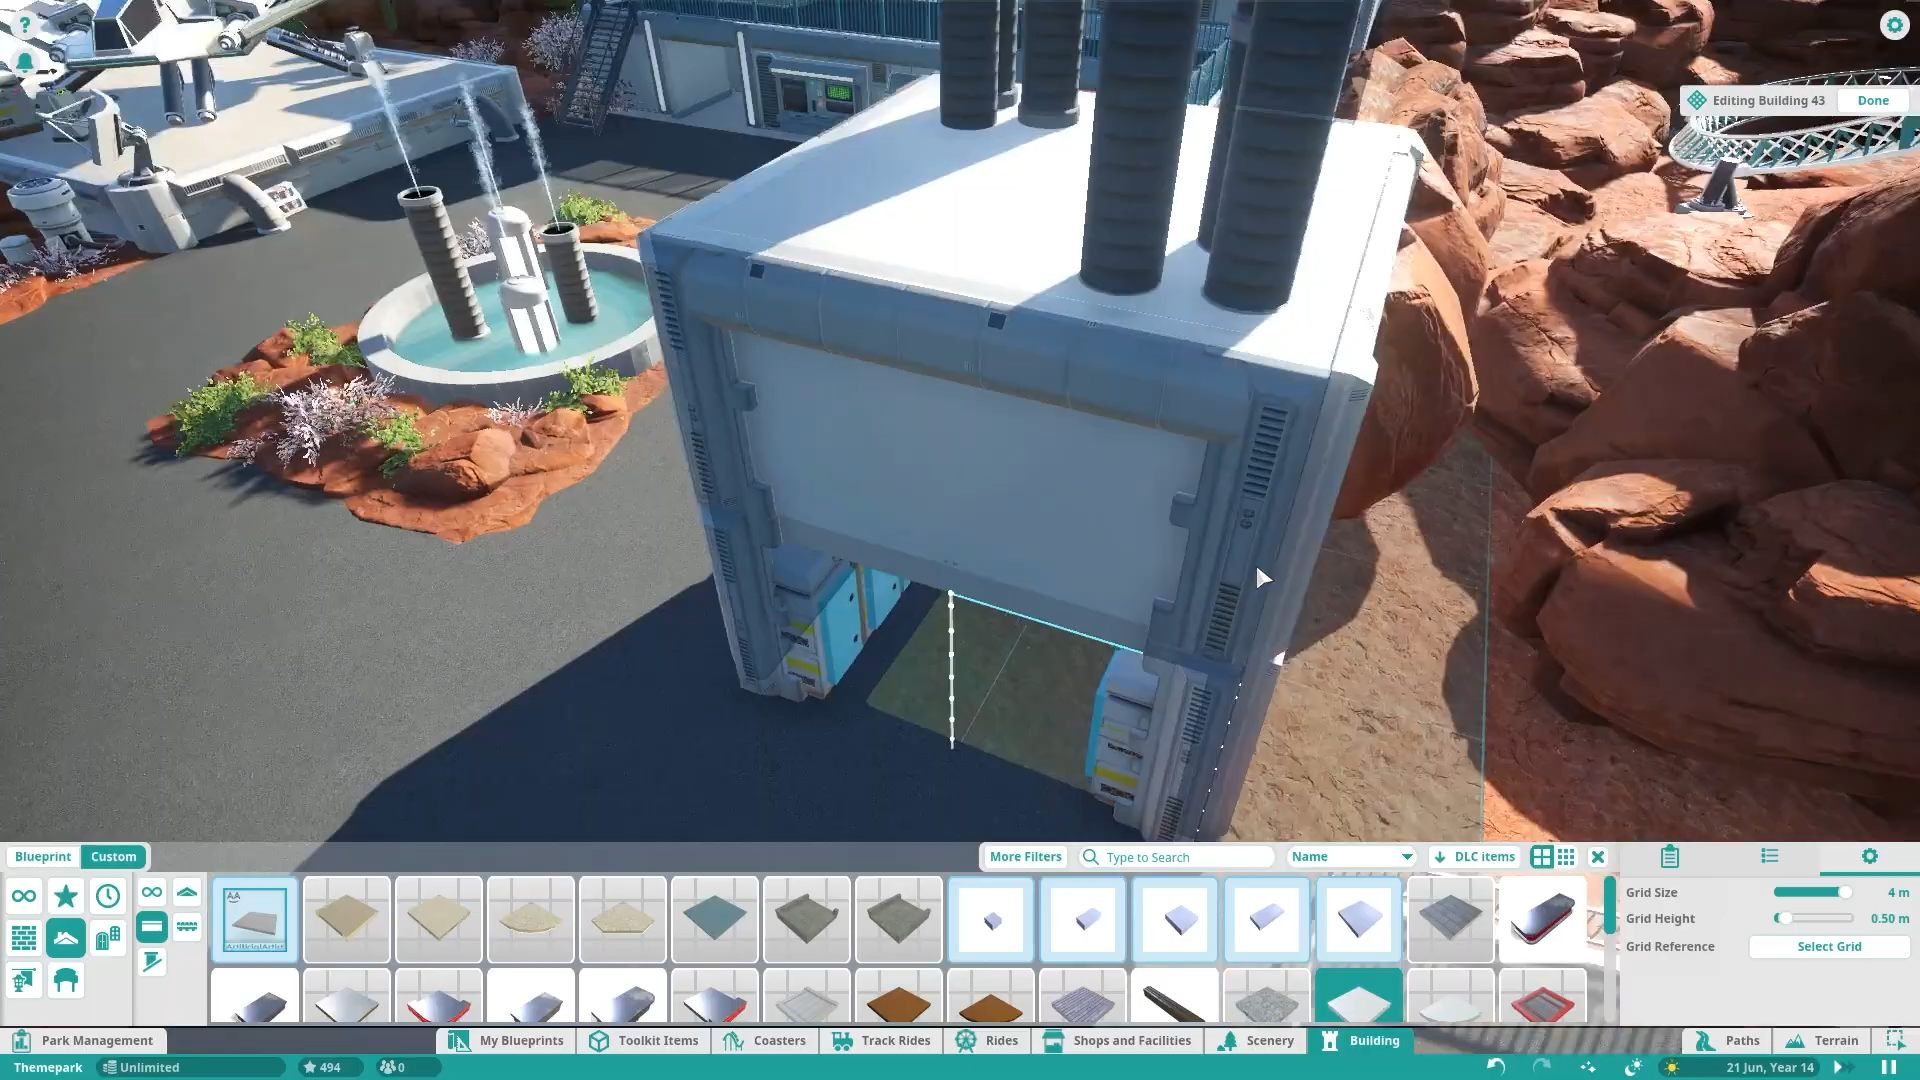 ?
Editing Building 43
Done
Blueprint
Custom
More Filters
Type to Search
Name
DLC items
Grid Size
4 m
Grid Height
0.50 m
Grid Reference
Select Grid
AA
ArtificialArtist
Park Management
My Blueprints
Toolkit Items
Coasters
Track Rides
Rides
Shops and Facilities
Scenery
Building
Paths
Terrain
Themepark
Unlimited
494
0
21 Jun, Year 14